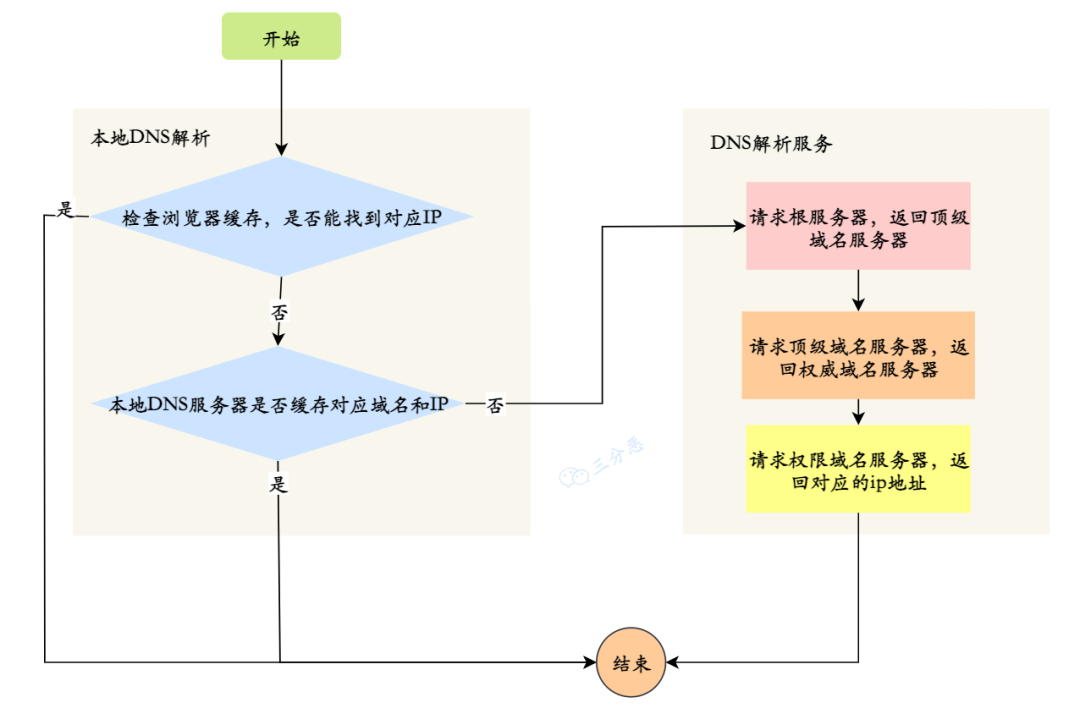 开始
本地DNS解析
DNS解析服务
是
检查浏览器缓存，是否能找到对应IP
请求根服务器，返回顶级
域名服务器
否
请求顶级域名服务器，返
回权威域名服务器
本地DNS服务器是否缓存对应域名和IP
否
三分恶
请求权限域名服务器，返
回对应的ip地址
是
结束